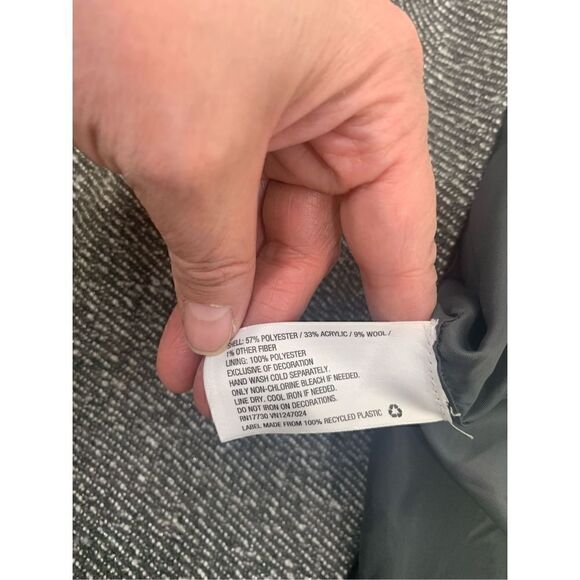 SHELL: 57% POLYESTER / 33% ACRYLIC / 9% WOOL /
1% OTHER FIBER
LINING: 100% POLYESTER
EXCLUSIVE OF DECORATION
HAND WASH COLD SEPARATELY.
ONLY NON-CHLORINE BLEACH IF NEEDED.
LINE DRY. COOL IRON IF NEEDED.
DO NOT IRON ON DECORATIONS.
RN17730 VN1247024
LABEL MADE FROM 100% RECYCLED PLASTIC